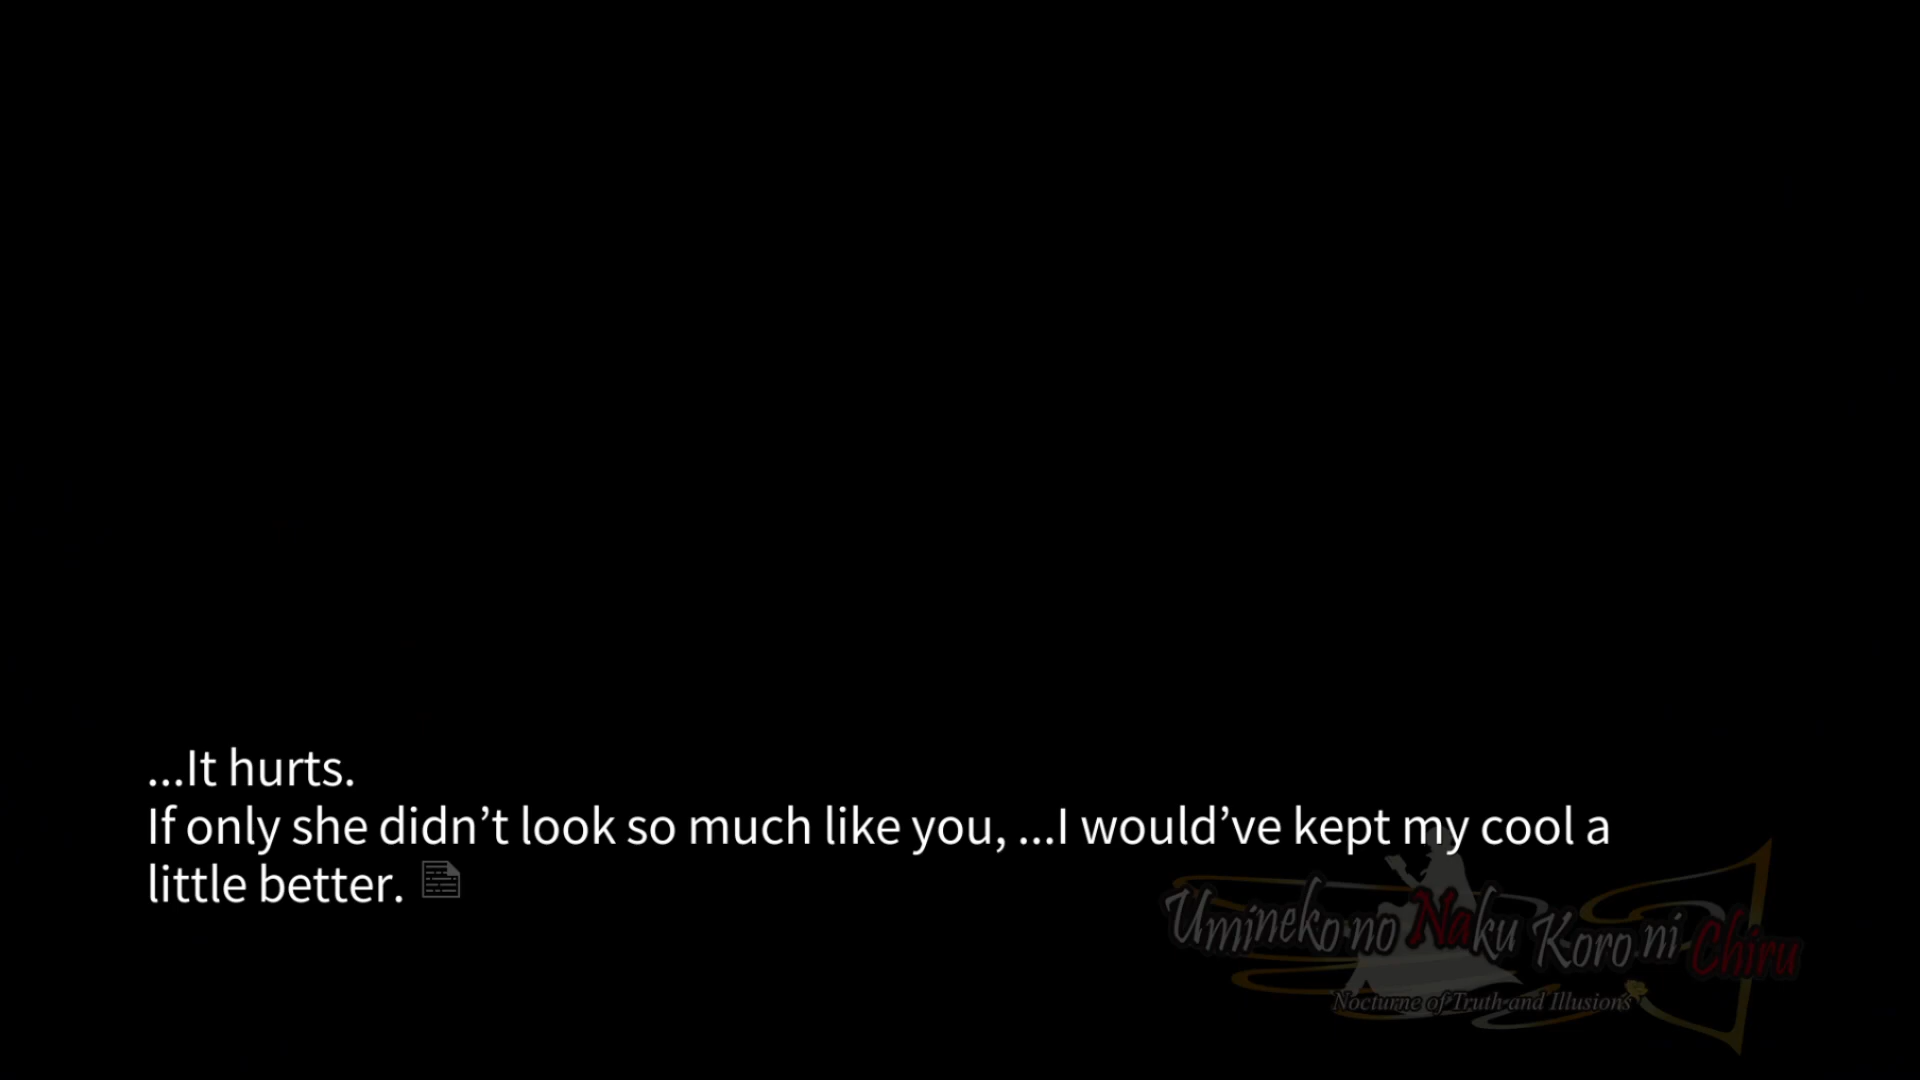 ...It hurts.
If only she didn’t look so much like you, ...I would’ve kept my cool a
little better.
Umineko no Naku Koro ni Chiru
Nocturne of Truth and Illusions